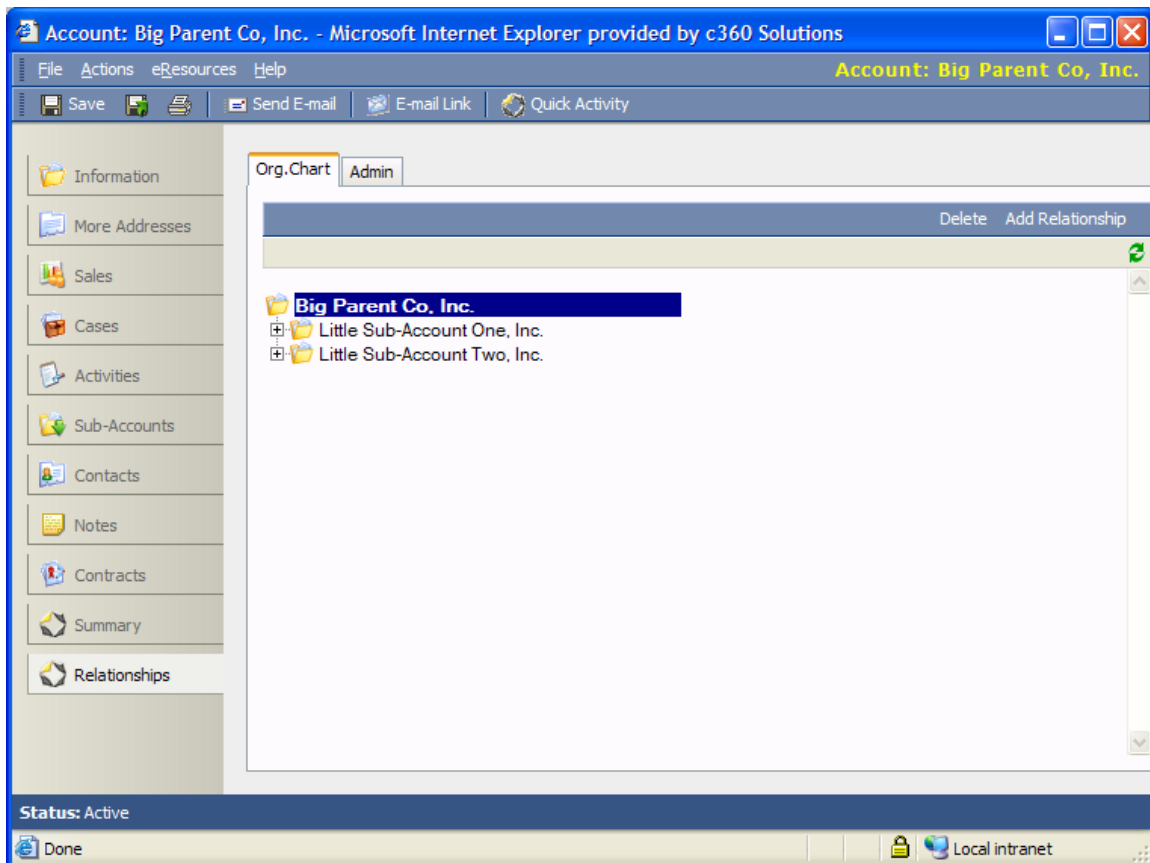 Account: Big Parent Co, Inc. - Microsoft Internet Explorer provided by c360 Solutions
File Actions eResources Help Account: Big Parent Co, Inc.
Save Send E-mail E-mail Link Quick Activity
Org.Chart Admin
Information
More Addresses
Sales
Cases
Activities
Sub-Accounts
Contacts
Notes
Contracts
Summary
Relationships
Delete Add Relationship
Big Parent Co, Inc.
Little Sub-Account One, Inc.
Little Sub-Account Two, Inc.
Status: Active
Done Local intranet